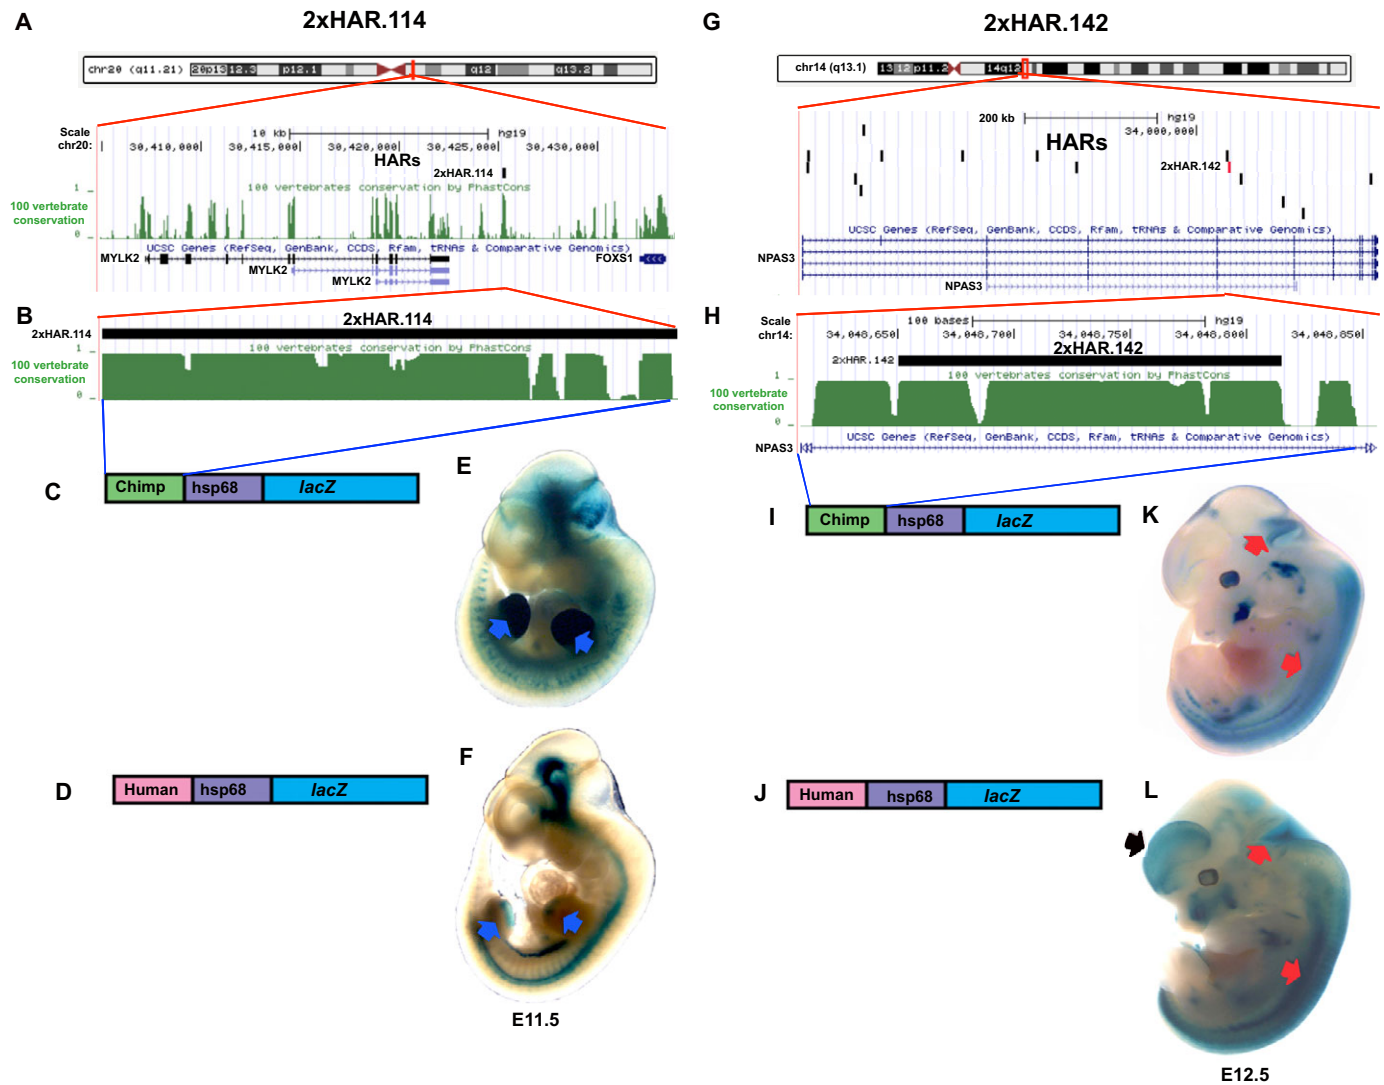 A
2xHAR.114
chr20 (q11.21) 20p13 12.3 p12.1 q12 q13.2
Scale 10 kb hg19
chr20: 30,410,000 30,415,000 30,420,000 30,425,000 30,430,000
HARs
2xHAR.114
100 vertebrates conservation by PhastCons
1
100 vertebrate
conservation
0
UCSC Genes (RefSeq, GenBank, CCDS, Rfam, tRNAs & Comparative Genomics)
MYLK2 FOXS1
MYLK2
MYLK2
B
2xHAR.114
2xHAR.114
100 vertebrates conservation by PhastCons
1
100 vertebrate
conservation
0
C
Chimp hsp68 lacZ
E
D
Human hsp68 lacZ
F
E11.5
G
2xHAR.142
chr14 (q13.1) 13 12 p11.2 14q12
200 kb hg19
34,000,000
HARs
2xHAR.142
UCSC Genes (RefSeq, GenBank, CCDS, Rfam, tRNAs & Comparative Genomics)
NPAS3
NPAS3
H
Scale 100 bases hg19
chr14: 34,048,650 34,048,700 34,048,750 34,048,800 34,048,850
2xHAR.142
2xHAR.142
100 vertebrates conservation by PhastCons
1
100 vertebrate
conservation
0
UCSC Genes (RefSeq, GenBank, CCDS, Rfam, tRNAs & Comparative Genomics)
NPAS3
I
Chimp hsp68 lacZ
K
J
Human hsp68 lacZ
L
E12.5